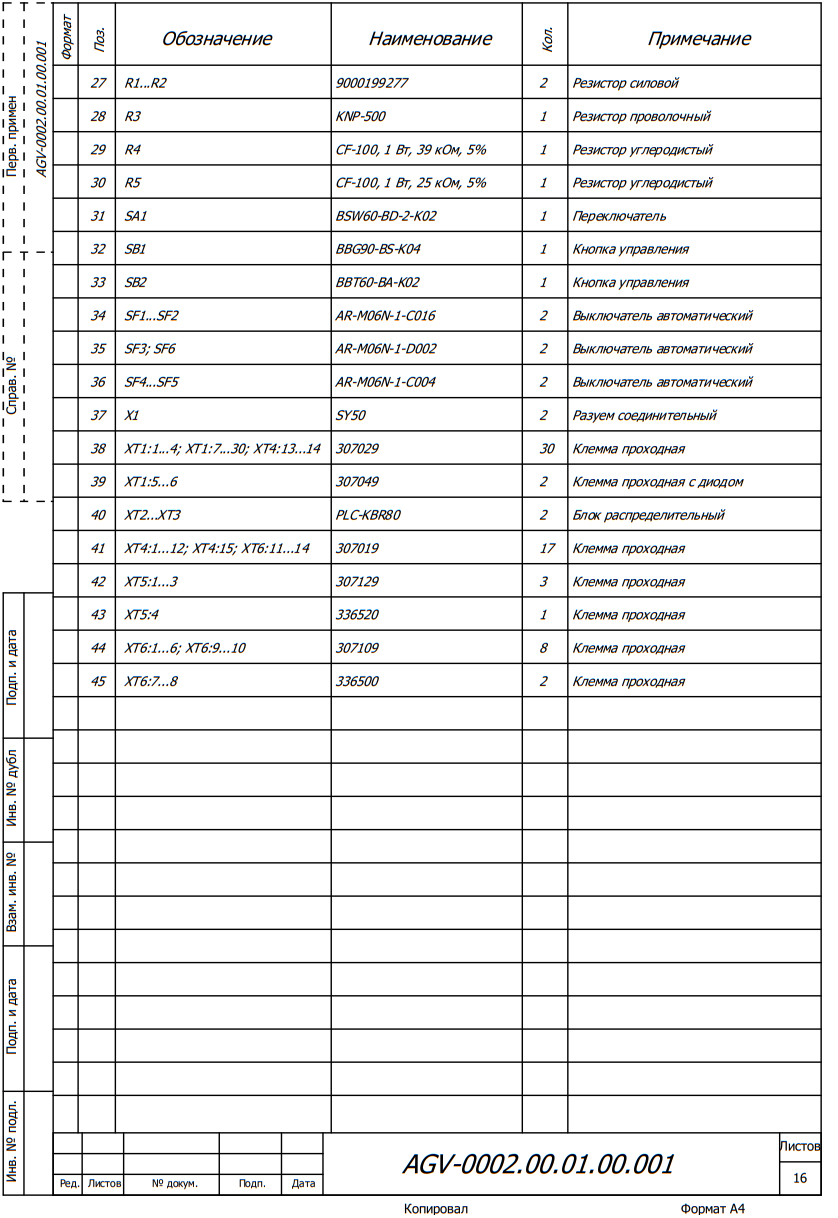 Формат Поз. Обозначение Наименование Кол. Примечание
27 R1...R2 9000199277 2 Резистор силовой
28 R3 KNP-500 1 Резистор проволочный
29 R4 CF-100, 1 Вт, 39 кОм, 5% 1 Резистор углеродистый
30 R5 CF-100, 1 Вт, 25 кОм, 5% 1 Резистор углеродистый
31 SA1 BSW60-BD-2-K02 1 Переключатель
32 SB1 BBG90-BS-K04 1 Кнопка управления
33 SB2 BBT60-BA-K02 1 Кнопка управления
34 SF1...SF2 AR-M06N-1-C016 2 Выключатель автоматический
35 SF3; SF6 AR-M06N-1-D002 2 Выключатель автоматический
36 SF4...SF5 AR-M06N-1-C004 2 Выключатель автоматический
37 X1 SY50 2 Разуем соединительный
38 XT1:1...4; XT1:7...30; XT4:13...14 307029 30 Клемма проходная
39 XT1:5...6 307049 2 Клемма проходная с диодом
40 XT2...XT3 PLC-KBR80 2 Блок распределительный
41 XT4:1...12; XT4:15; XT6:11...14 307019 17 Клемма проходная
42 XT5:1...3 307129 3 Клемма проходная
43 XT5:4 336520 1 Клемма проходная
44 XT6:1...6; XT6:9...10 307109 8 Клемма проходная
45 XT6:7...8 336500 2 Клемма проходная
Перв. примен
AGV-0002.00.01.00.001
Справ. №
Подп. и дата
Инв. № дубл
Взам. инв. №
Подп. и дата
Инв. № подл.
Ред. Листов № докум. Подп. Дата
AGV-0002.00.01.00.001
Листов
16
Копировал Формат А4